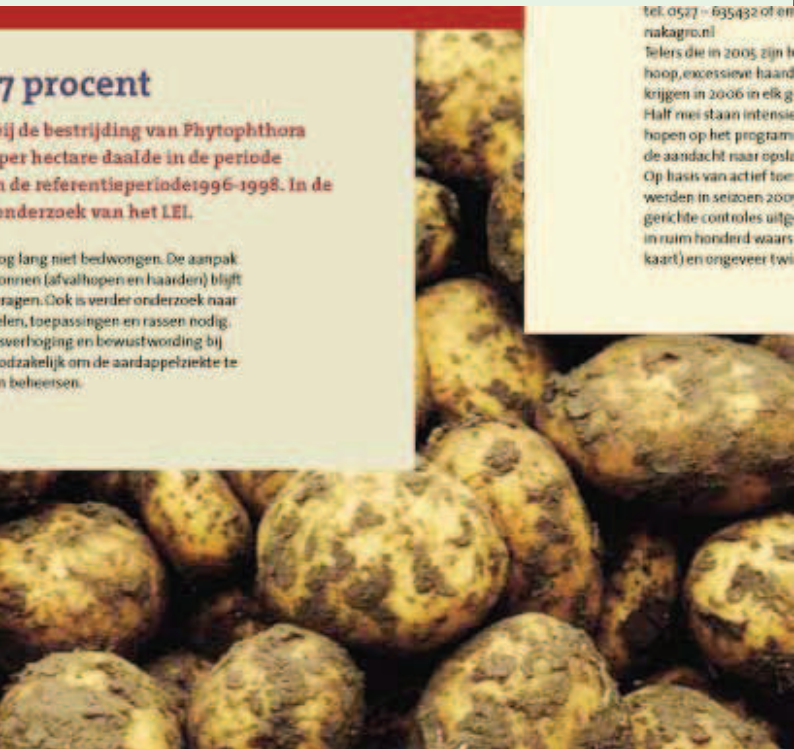 7 procent
bij de bestrijding van Phytophthora
per hectare daalde in de periode
n de referentieperiode1996-1998. In de
onderzoek van het LEI.
og lang niet bedwongen. De aanpak
onnen (afvalhopen en haarden) blijft
ragen. Ook is verder onderzoek naar
elen, toepassingen en rassen nodig.
sverhoging en bewustwording bij
odzakelijk om de aardappelziekte te
n beheersen.
tel. 0527 – 635432 of em
nakagro.nl
Telers die in 2005 zijn b
hoop, excessieve haard
krijgen in 2006 in elk g
Half mei staan intensie
hopen op het program
de aandacht naar opsla
Op basis van actief toe
werden in seizoen 200
gerichte controles uitg
in ruim honderd waars
kaart) en ongeveer twi